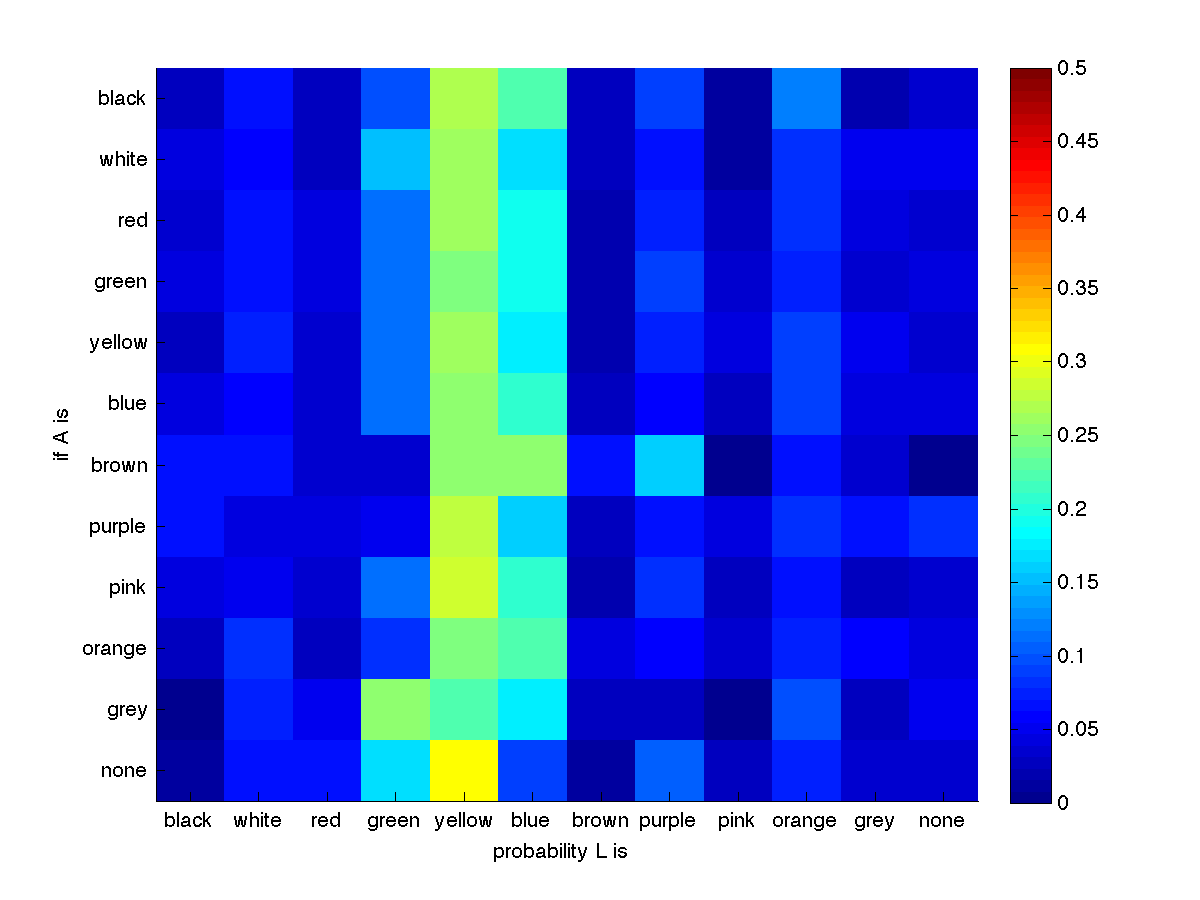 black
white
red
green
yellow
blue
brown
purple
pink
orange
grey
none
if A is
black white red green yellow blue brown purple pink orange grey none
probability L is
0.5
0.45
0.4
0.35
0.3
0.25
0.2
0.15
0.1
0.05
0